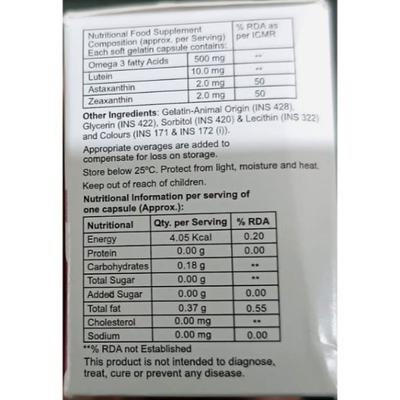 Nutritional Food Supplement
Composition (approx. per Serving)
Each soft gelatin capsule contains:
% RDA as
per ICMR
Omega 3 fatty Acids 500 mg **
Lutein 10.0 mg **
Astaxanthin 2.0 mg 50
Zeaxanthin 2.0 mg 50
Other Ingredients: Gelatin-Animal Origin (INS 428),
Glycerin (INS 422), Sorbitol (INS 420) & Lecithin (INS 322)
and Colours (INS 171 & INS 172 (i)).
Appropriate overages are added to
compensate for loss on storage.
Store below 25°C. Protect from light, moisture and heat.
Keep out of reach of children.
Nutritional Information per serving of
one capsule (Approx.):
Nutritional Qty. per Serving % RDA
Energy 4.05 Kcal 0.20
Protein 0.00 g 0.00
Carbohydrates 0.18 g **
Total Sugar 0.00 g **
Added Sugar 0.00 g 0.00
Total fat 0.37 g 0.55
Cholesterol 0.00 mg **
Sodium 0.00 mg 0.00
**% RDA not Established
This product is not intended to diagnose,
treat, cure or prevent any disease.